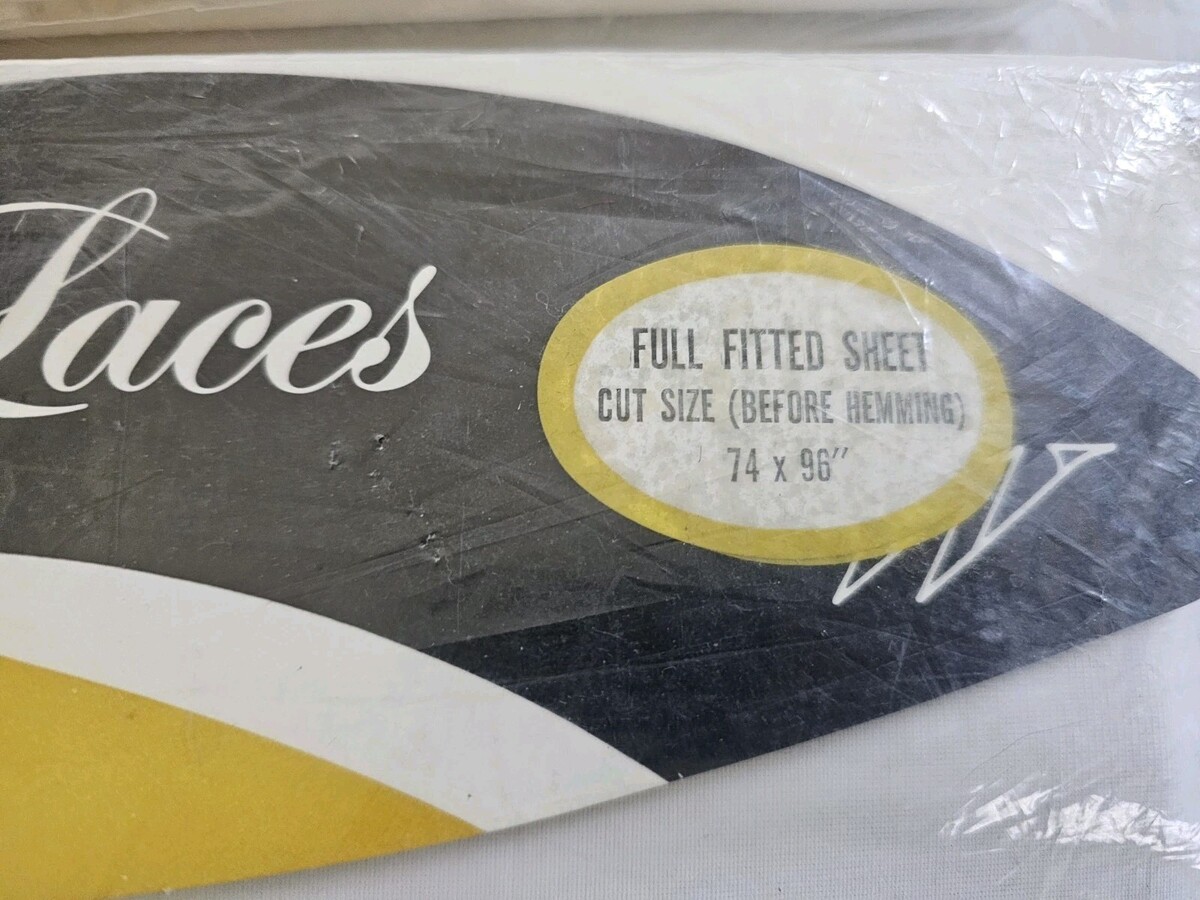 Laces
FULL FITTED SHEET
CUT SIZE (BEFORE HEMMING)
74 x 96"
W